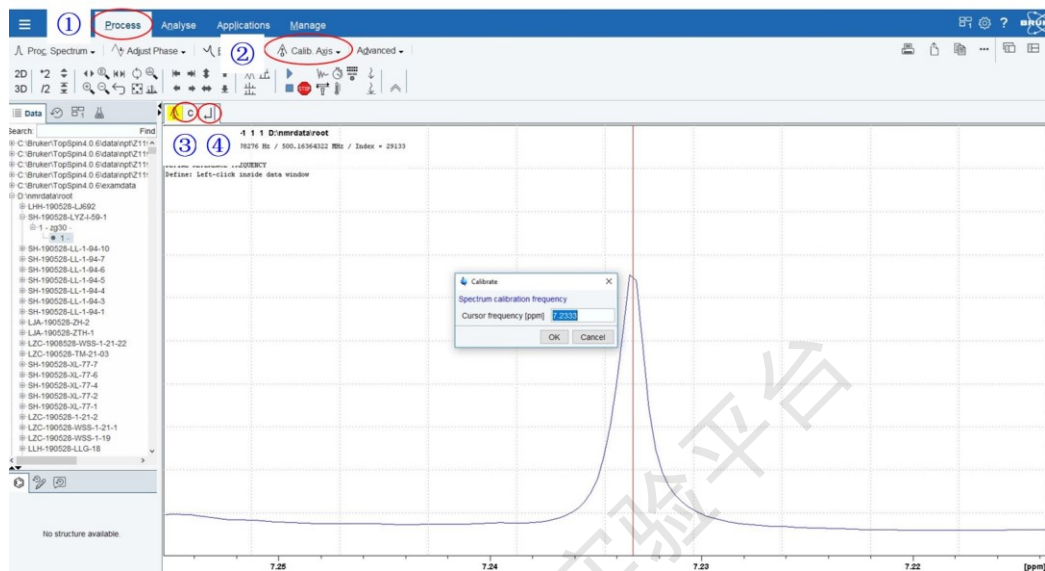 ① Process Analyse Applications Manage
Proc. Spectrum Adjust Phase ② Calib. Axis Advanced
2D *2
3D /2
STOP
Data C
Search: Find ③ ④ -1 1 1 D:\nmrdata\root
78276 Hz / 500.16364322 MHz / Index = 29133
Define: Left-click inside data window
C:\Bruker\TopSpin4.0.6\data\npt\Z11
C:\Bruker\TopSpin4.0.6\data\npt\Z11
C:\Bruker\TopSpin4.0.6\data\npt\Z11
C:\Bruker\TopSpin4.0.6\examdata
D:\nmrdata\root
LHH-190528-LJ692
SH-190528-LYZ-I-59-1
1 - zg30 -
1 -
SH-190528-LL-1-94-10
SH-190528-LL-1-94-7
SH-190528-LL-1-94-6
SH-190528-LL-1-94-5
SH-190528-LL-1-94-4
SH-190528-LL-1-94-3
SH-190528-LL-1-94-1
LJA-190528-ZH-2
LJA-190528-ZTH-1
LZC-1908528-WSS-1-21-22
LZC-190528-TM-21-03
SH-190528-XL-77-7
SH-190528-XL-77-6
SH-190528-XL-77-4
SH-190528-XL-77-2
SH-190528-XL-77-1
LZC-190528-1-21-2
LZC-190528-WSS-1-21-1
LZC-190528-WSS-1-19
LLH-190528-LLG-18
No structure available.
Calibrate
Spectrum calibration frequency
Cursor frequency [ppm] 7.2333
OK Cancel
实验平台
7.25 7.24 7.23 7.22 [ppm]